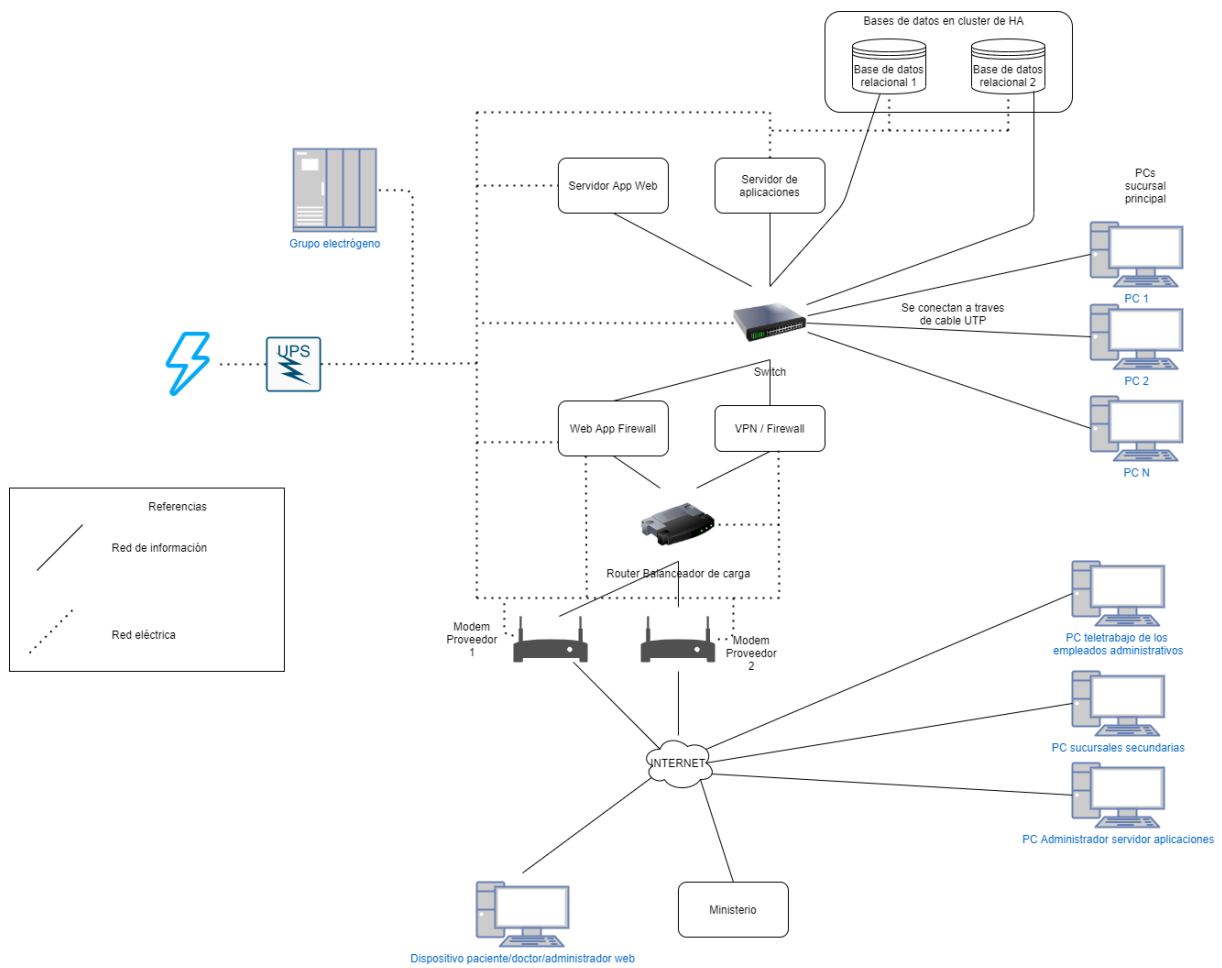 Bases de datos en cluster de HA
Base de datos
relacional 1
Base de datos
relacional 2
Servidor App Web
Servidor de
aplicaciones
PCs
sucursal
principal
Grupo electrógeno
PC 1
Se conectan a traves
de cable UTP
UPS
Switch
PC 2
Web App Firewall
VPN / Firewall
PC N
Referencias
Red de información
Red eléctrica
Router Balanceador de carga
Modem
Proveedor
1
Modem
Proveedor
2
PC teletrabajo de los
empleados administrativos
PC sucursales secundarias
INTERNET
PC Administrador servidor aplicaciones
Ministerio
Dispositivo paciente/doctor/administrador web